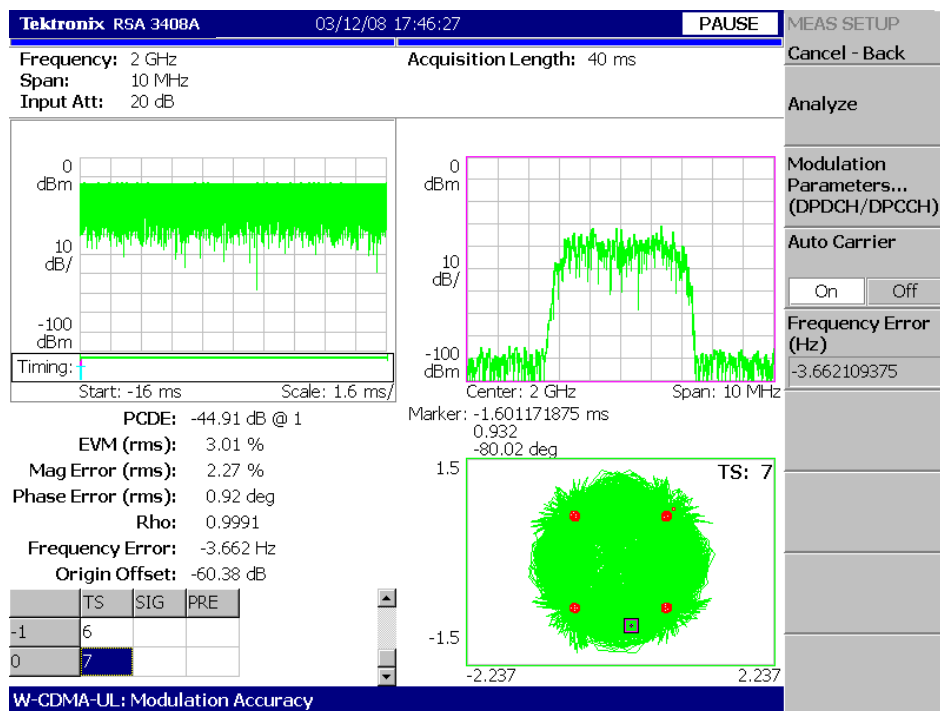 Tektronix RSA 3408A 03/12/08 17:46:27 PAUSE
Frequency: 2 GHz
Span: 10 MHz
Input Att: 20 dB
Acquisition Length: 40 ms
0
dBm
10
dB/
-100
dBm
Timing:
Start: -16 ms Scale: 1.6 ms/
0
dBm
10
dB/
-100
dBm
Center: 2 GHz Span: 10 MHz
PCDE: -44.91 dB @ 1
EVM (rms): 3.01 %
Mag Error (rms): 2.27 %
Phase Error (rms): 0.92 deg
Rho: 0.9991
Frequency Error: -3.662 Hz
Origin Offset: -60.38 dB
Marker: -1.601171875 ms
0.932
-80.02 deg
1.5
TS: 7
-1.5
-2.237 2.237
TS SIG PRE
-1 6
0 7
W-CDMA-UL: Modulation Accuracy
MEAS SETUP
Cancel - Back
Analyze
Modulation
Parameters...
(DPDCH/DPCCH)
Auto Carrier
On Off
Frequency Error
(Hz)
-3.662109375